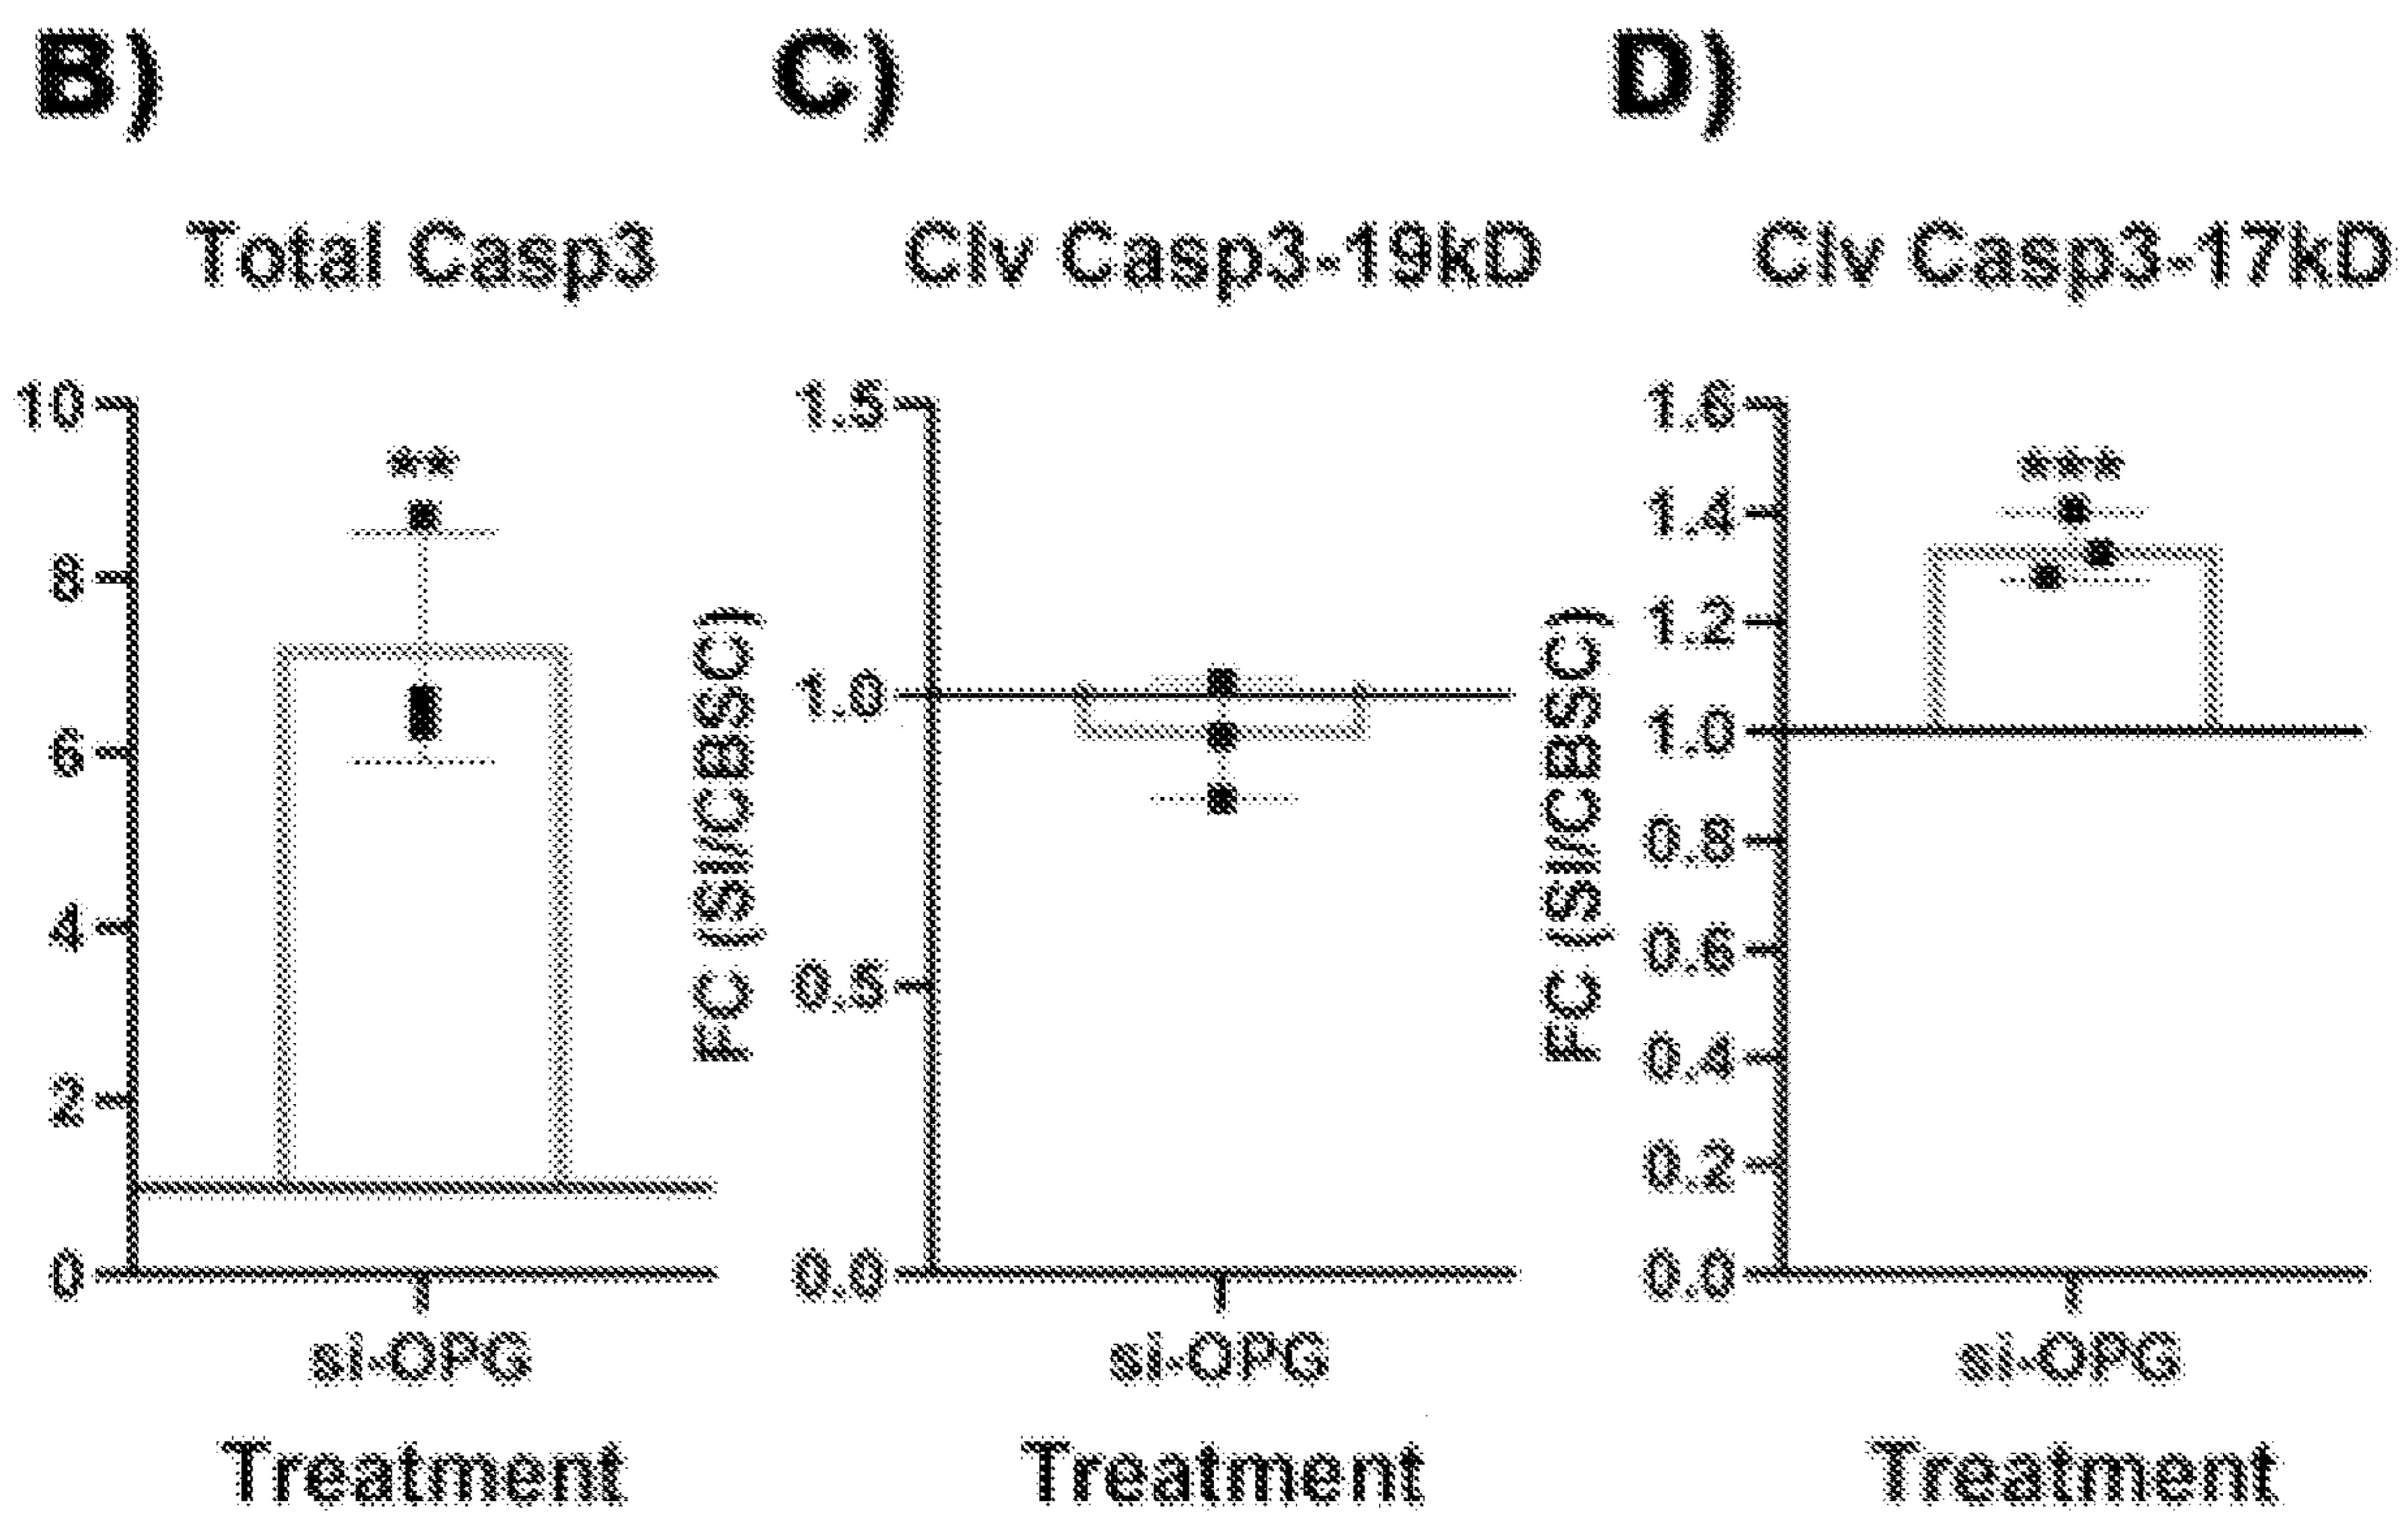 B)
Total Casp3
10
8
6
4
2
0
**
si-OPG
Treatment
C)
Clv Casp3-19kD
FC (Si/CBSC)
1.5
1.0
0.5
0.0
si-OPG
Treatment
D)
Clv Casp3-17kD
FC (Si/CBSC)
1.6
1.4
1.2
1.0
0.8
0.6
0.4
0.2
0.0
***
si-OPG
Treatment